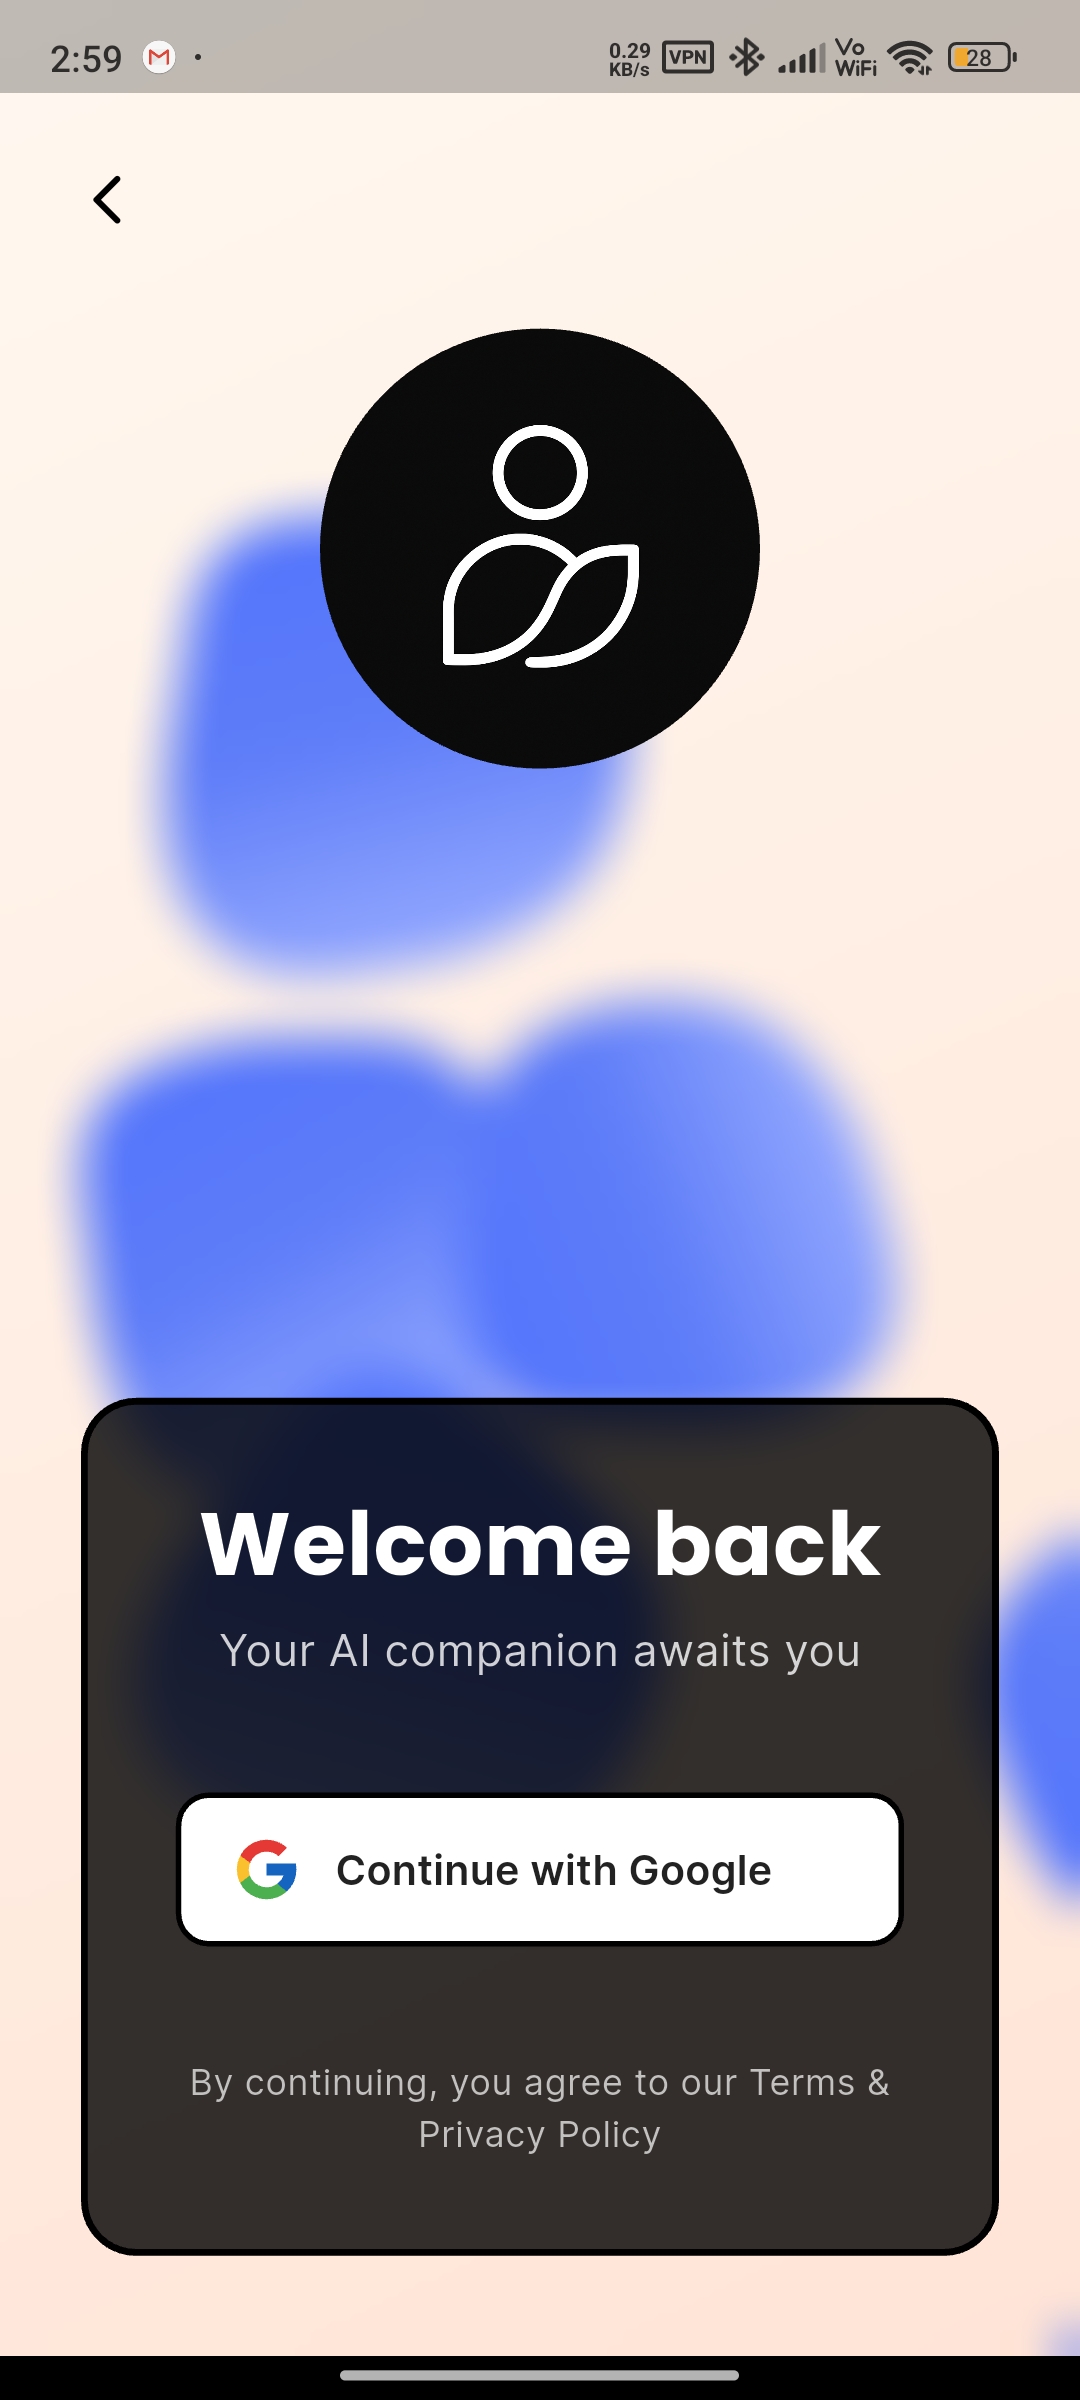 2:59
0.29
KB/s
VPN
Vo
WiFi
28
Welcome back
Your AI companion awaits you
Continue with Google
By continuing, you agree to our Terms &
Privacy Policy